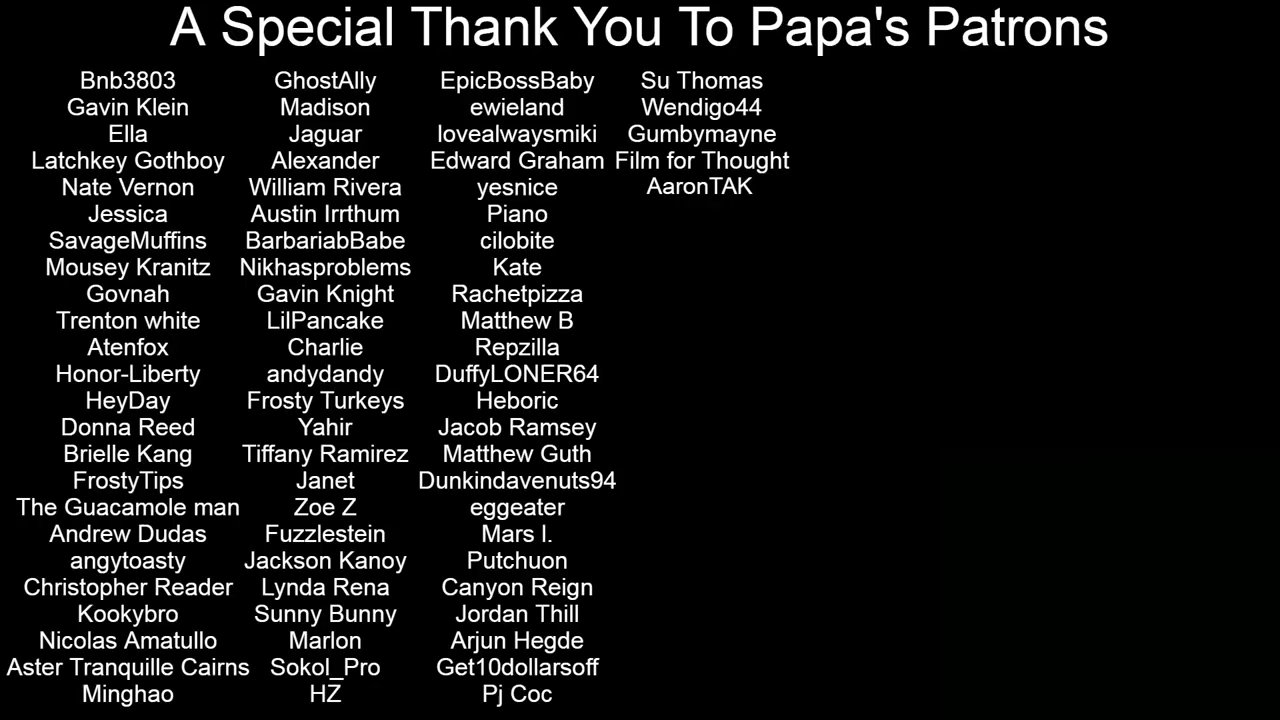 A Special Thank You To Papa's Patrons
Bnb3803
Gavin Klein
Ella
Latchkey Gothboy
Nate Vernon
Jessica
SavageMuffins
Mousey Kranitz
Govnah
Trenton white
Atenfox
Honor-Liberty
HeyDay
Donna Reed
Brielle Kang
FrostyTips
The Guacamole man
Andrew Dudas
angytoasty
Christopher Reader
Kookybro
Nicolas Amatullo
Aster Tranquille Cairns
Minghao
GhostAlly
Madison
Jaguar
Alexander
William Rivera
Austin Irrthum
BarbariabBabe
Nikhasproblems
Gavin Knight
LilPancake
Charlie
andydandy
Frosty Turkeys
Yahir
Tiffany Ramirez
Janet
Zoe Z
Fuzzlestein
Jackson Kanoy
Lynda Rena
Sunny Bunny
Marlon
Sokol_Pro
HZ
EpicBossBaby
ewieland
lovealwaysmiki
Edward Graham
yesnice
Piano
cilobite
Kate
Rachetpizza
Matthew B
Repzilla
DuffyLONER64
Heboric
Jacob Ramsey
Matthew Guth
Dunkindavenuts94
eggeater
Mars I.
Putchuon
Canyon Reign
Jordan Thill
Arjun Hegde
Get10dollarsoff
Pj Coc
Su Thomas
Wendigo44
Gumbymayne
Film for Thought
AaronTAK